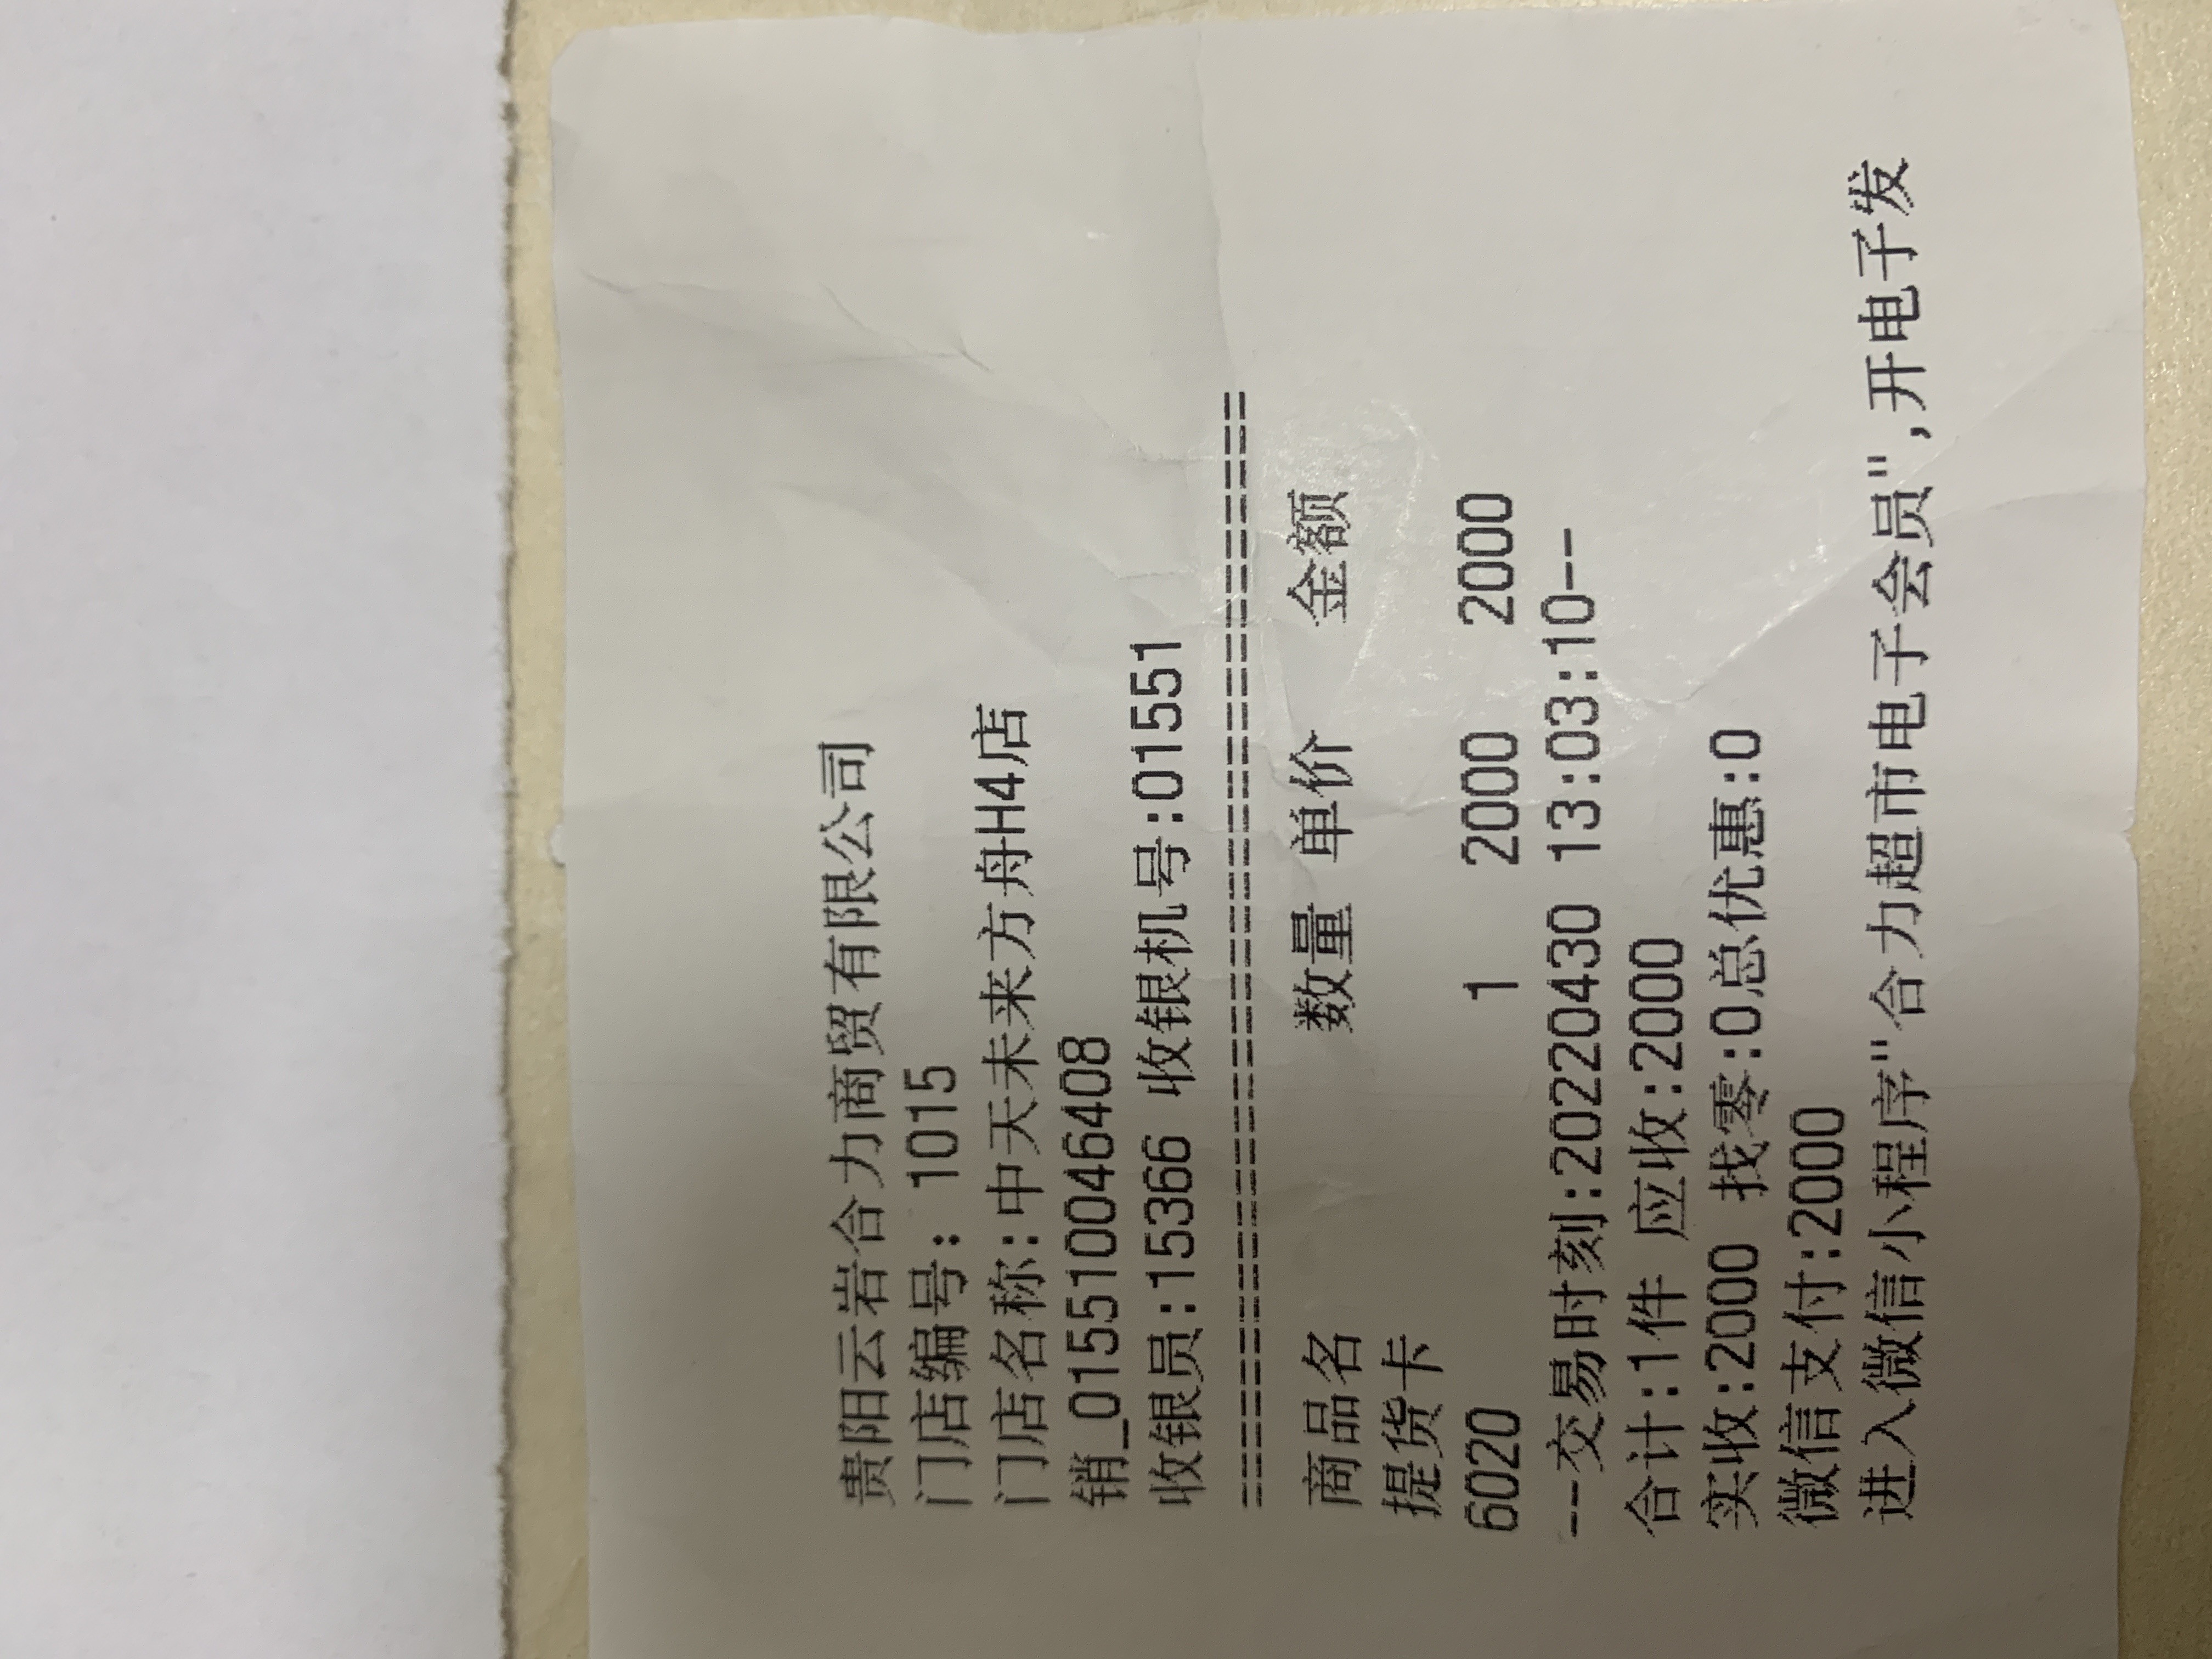 贵阳云岩合力商贸有限公司
门店编号: 1015
门店名称:中天未来方舟H4店
销_015510046408
收银员:15366 收银机号:01551
================================
商品名 数量 单价 金额
提货卡
6020 1 2000 2000
--交易时刻:20220430 13:03:10--
合计:1件 应收:2000
实收:2000 找零:0总优惠:0
微信支付:2000
进入微信小程序"合力超市电子会员",开电子发